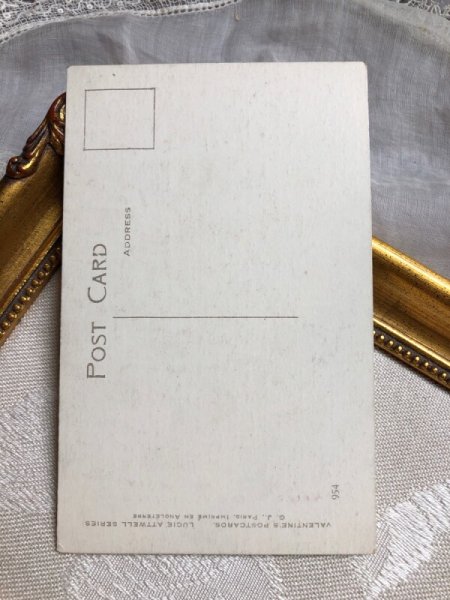 POST CARD
ADDRESS
VALENTINE'S POSTCARDS. LUCIE ATTWELL SERIES
G. J. PARIS. IMPRIMÉ EN ANGLETERRE
954